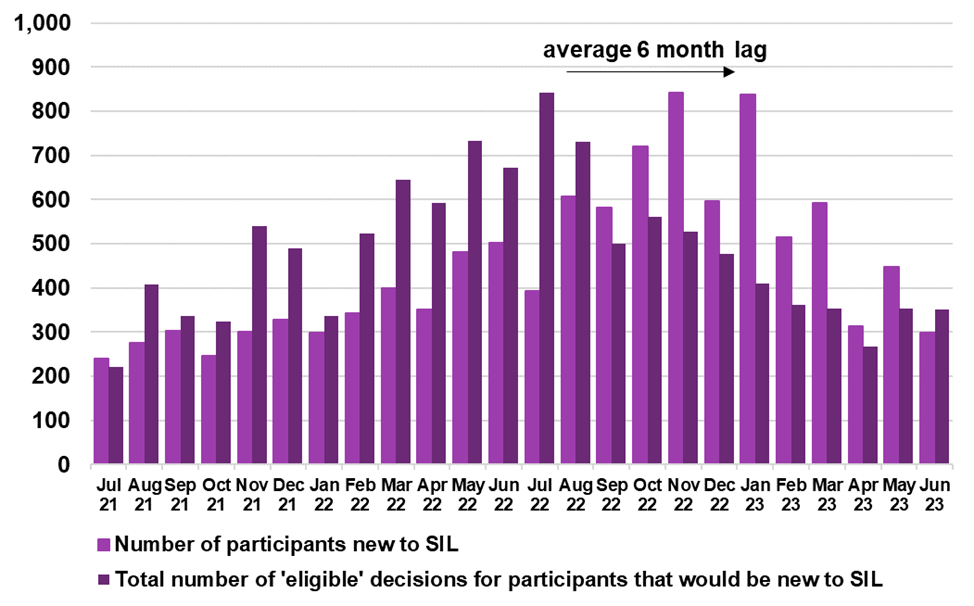 1,000
900
800
700
600
500
400
300
200
100
0
average 6 month lag
Jul Aug Sep Oct Nov Dec Jan Feb Mar Apr May Jun Jul Aug Sep Oct Nov Dec Jan Feb Mar Apr May Jun
21 21 21 21 21 21 22 22 22 22 22 22 22 22 22 22 22 22 23 23 23 23 23 23
Number of participants new to SIL
Total number of 'eligible' decisions for participants that would be new to SIL